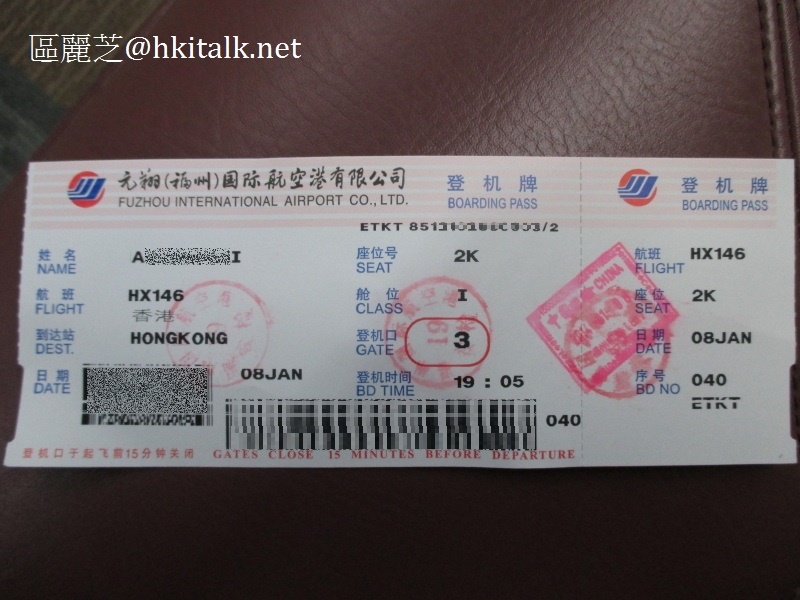 區麗芝@hkitalk.net
元翔(福州)国际航空港有限公司
FUZHOU INTERNATIONAL AIRPORT CO., LTD.
登 机 牌
BOARDING PASS
登 机 牌
BOARDING PASS
姓 名
NAME
座位号
SEAT
2K
航班
FLIGHT
HX146
航 班
FLIGHT
HX146
香港
舱 位
CLASS
I
座 位
SEAT
2K
到达站
DEST.
HONGKONG
登机口
GATE
3
日 期
DATE
08JAN
日 期
DATE
08JAN
登机时间
BD TIME
19 : 05
序 号
BD NO
040
ETKT
040
登机口于起飞前15分钟关闭
GATES CLOSE 15 MINUTES BEFORE DEPARTURE